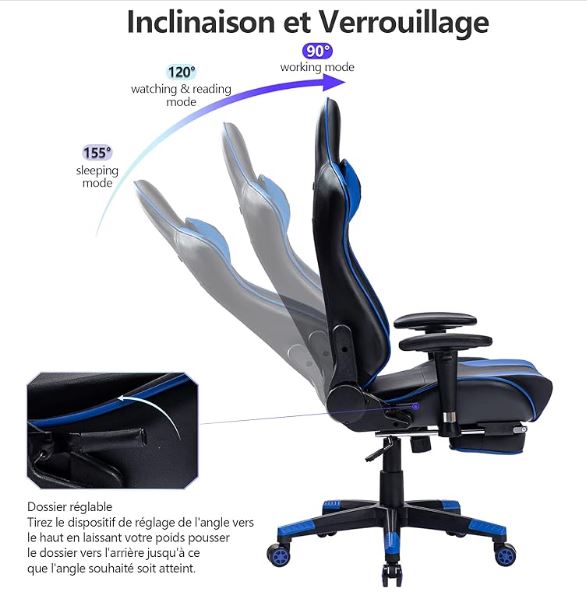 Inclinaison et Verrouillage
90°
working mode
120°
watching & reading
mode
155°
sleeping
mode
Dossier réglable
Tirez le dispositif de réglage de l'angle vers
le haut en laissant votre poids pousser
le dossier vers l'arrière jusqu'à ce
que l'angle souhaité soit atteint.